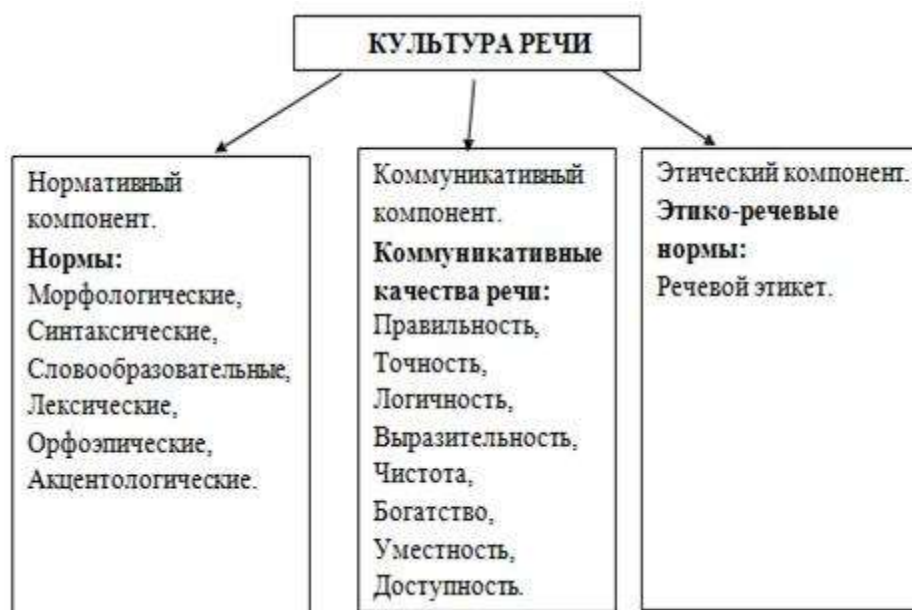 КУЛЬТУРА РЕЧИ
Нормативный
компонент.
Нормы:
Морфологические,
Синтаксические,
Словообразовательные,
Лексические,
Орфоэпические,
Акцентологические.
Коммуникативный
компонент.
Коммуникативные
качества речи:
Правильность,
Точность,
Логичность,
Выразительность,
Чистота,
Богатство,
Уместность,
Доступность.
Этический компонент.
Этико-речевые
нормы:
Речевой этикет.